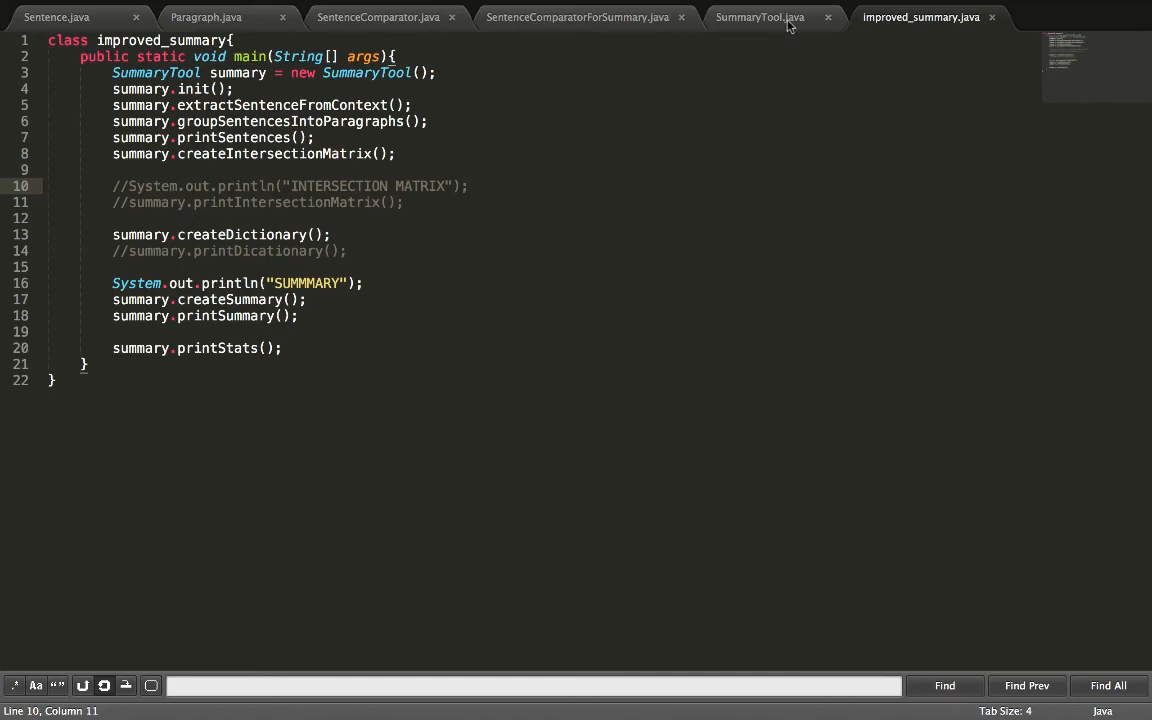 Sentence.java × Paragraph.java × SentenceComparator.java × SentenceComparatorForSummary.java × SummaryTool.java × improved_summary.java ×
1 class improved_summary{
2 public static void main(String[] args){
3 SummaryTool summary = new SummaryTool();
4 summary.init();
5 summary.extractSentenceFromContext();
6 summary.groupSentencesIntoParagraphs();
7 summary.printSentences();
8 summary.createIntersectionMatrix();
9
10 //System.out.println("INTERSECTION MATRIX");
11 //summary.printIntersectionMatrix();
12
13 summary.createDictionary();
14 //summary.printDicationary();
15
16 System.out.println("SUMMMARY");
17 summary.createSummary();
18 summary.printSummary();
19
20 summary.printStats();
21 }
22 }
.* Aa “” Find Find Prev Find All
Line 10, Column 11 Tab Size: 4 Java